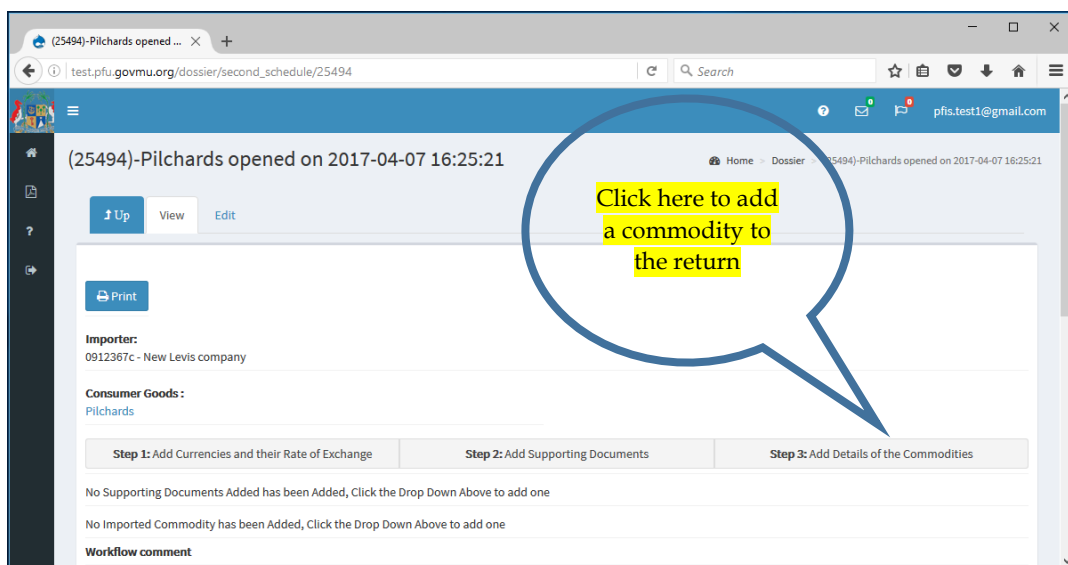 (25494)-Pilchards opened ...
test.pfu.govmu.org/dossier/second_schedule/25494
Search
0
0
pfis.test1@gmail.com
(25494)-Pilchards opened on 2017-04-07 16:25:21
Home > Dossier > 25494)-Pilchards opened on 2017-04-07 16:25:21
Click here to add
a commodity to
the return
Up View Edit
Print
Importer:
0912367c - New Levis company
Consumer Goods :
Pilchards
Step 1: Add Currencies and their Rate of Exchange
Step 2: Add Supporting Documents
Step 3: Add Details of the Commodities
No Supporting Documents Added has been Added, Click the Drop Down Above to add one
No Imported Commodity has been Added, Click the Drop Down Above to add one
Workflow comment